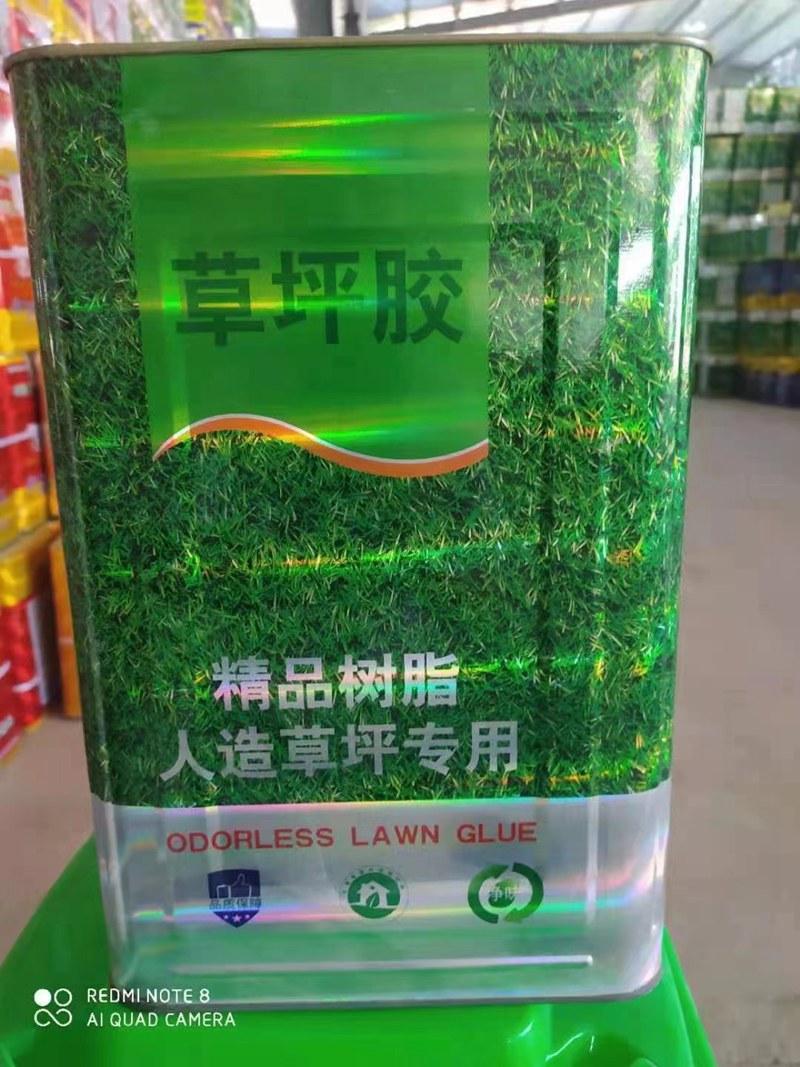 草坪胶
精品树脂
人造草坪专用
ODORLESS LAWN GLUE
品质保障
净味
REDMI NOTE 8
AI QUAD CAMERA